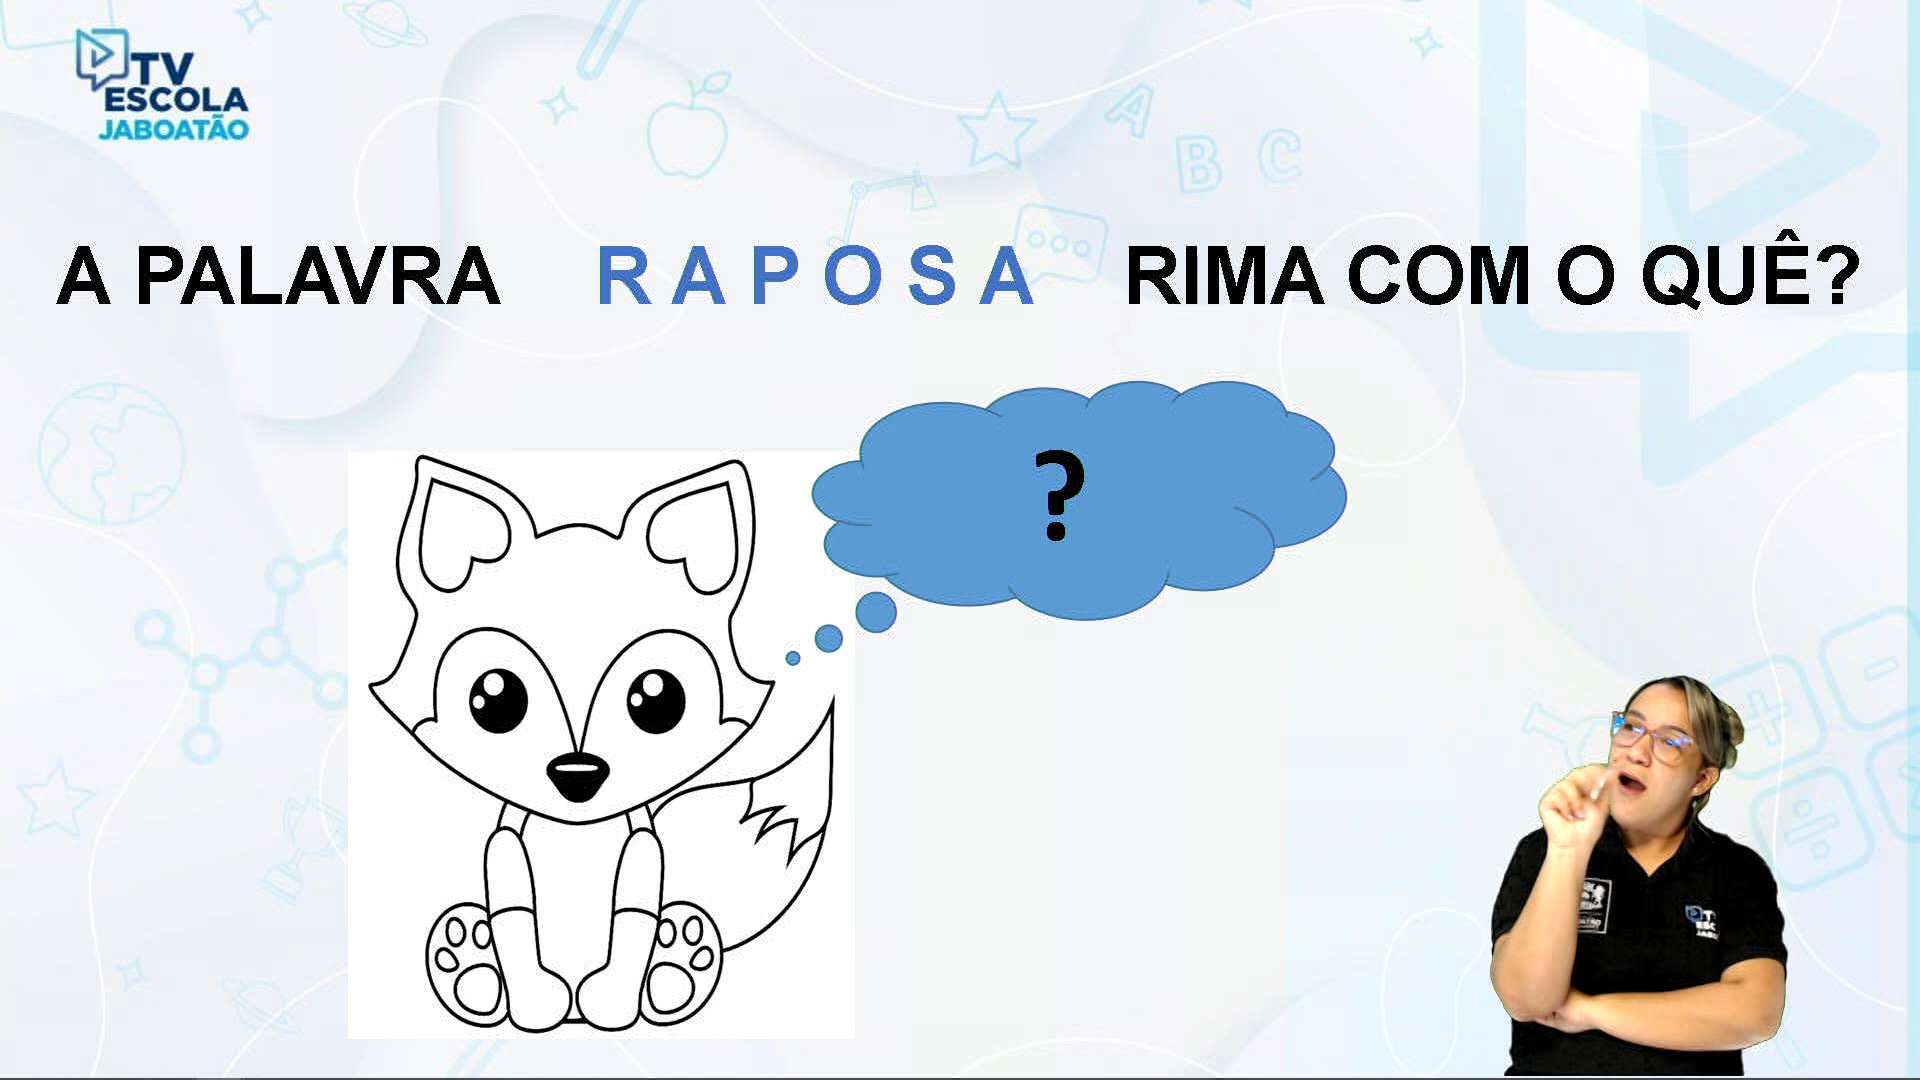 TV
ESCOLA
JABOATÃO
A B C
A PALAVRA R A P O S A RIMA COM O QUÊ?
?